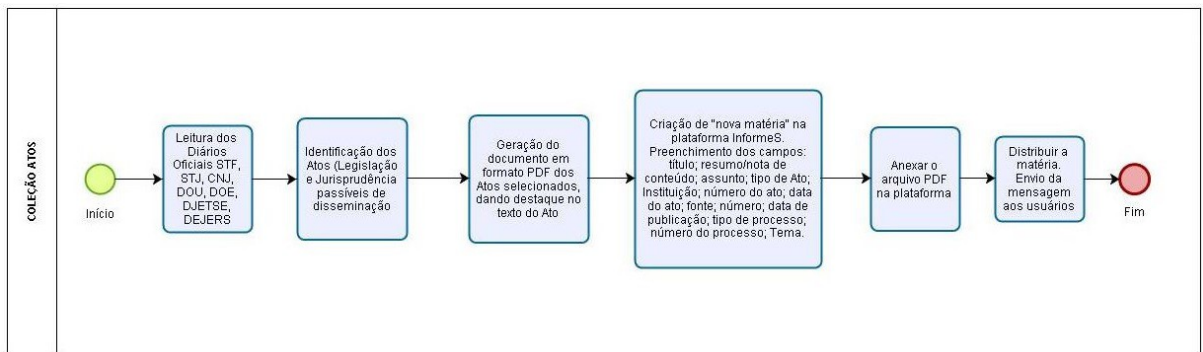 COLEÇÃO ATOS
Início
Leitura dos
Diários
Oficiais STF,
STJ, CNJ,
DOU, DOE,
DJETSE,
DEJERS
Identificação dos
Atos (Legislação
e Jurisprudência
passíveis de
disseminação
Geração do
documento em
formato PDF dos
Atos selecionados,
dando destaque no
texto do Ato
Criação de "nova matéria" na
plataforma InformeS.
Preenchimento dos campos:
título; resumo/nota de
conteúdo; assunto; tipo de Ato;
Instituição; número do ato; data
do ato; fonte; número; data de
publicação; tipo de processo;
número do processo; Tema.
Anexar o
arquivo PDF
na plataforma
Distribuir a
matéria.
Envio da
mensagem
aos usuários
Fim